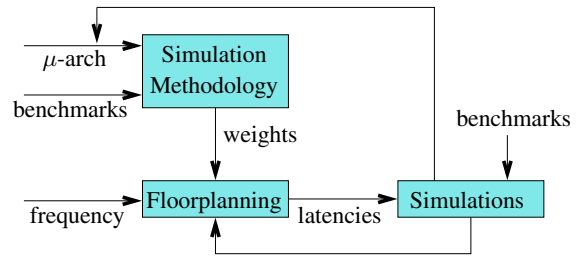 Simulation
Methodology
μ-arch
benchmarks
weights
benchmarks
Floorplanning
frequency
latencies
Simulations